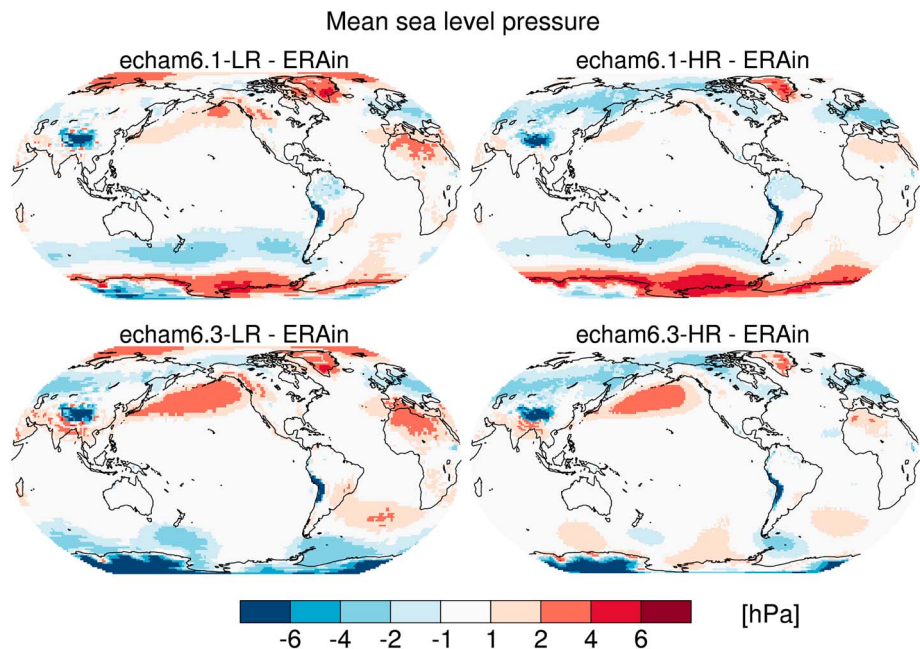 Mean sea level pressure
echam6.1-LR - ERAin
echam6.1-HR - ERAin
echam6.3-LR - ERAin
echam6.3-HR - ERAin
-6 -4 -2 -1 1 2 4 6 [hPa]